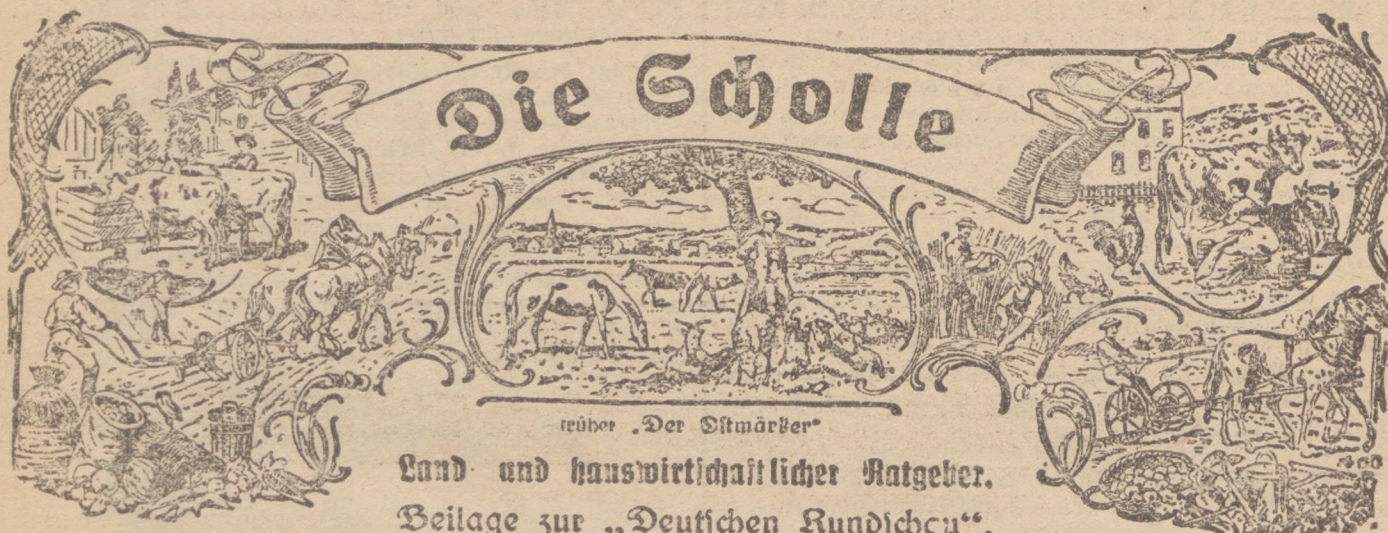 Die Scholle
früher „Der Ostmärker"
Land- und hauswirtschaftlicher Ratgeber.
Beilage zur „Deutschen Rundschau“.